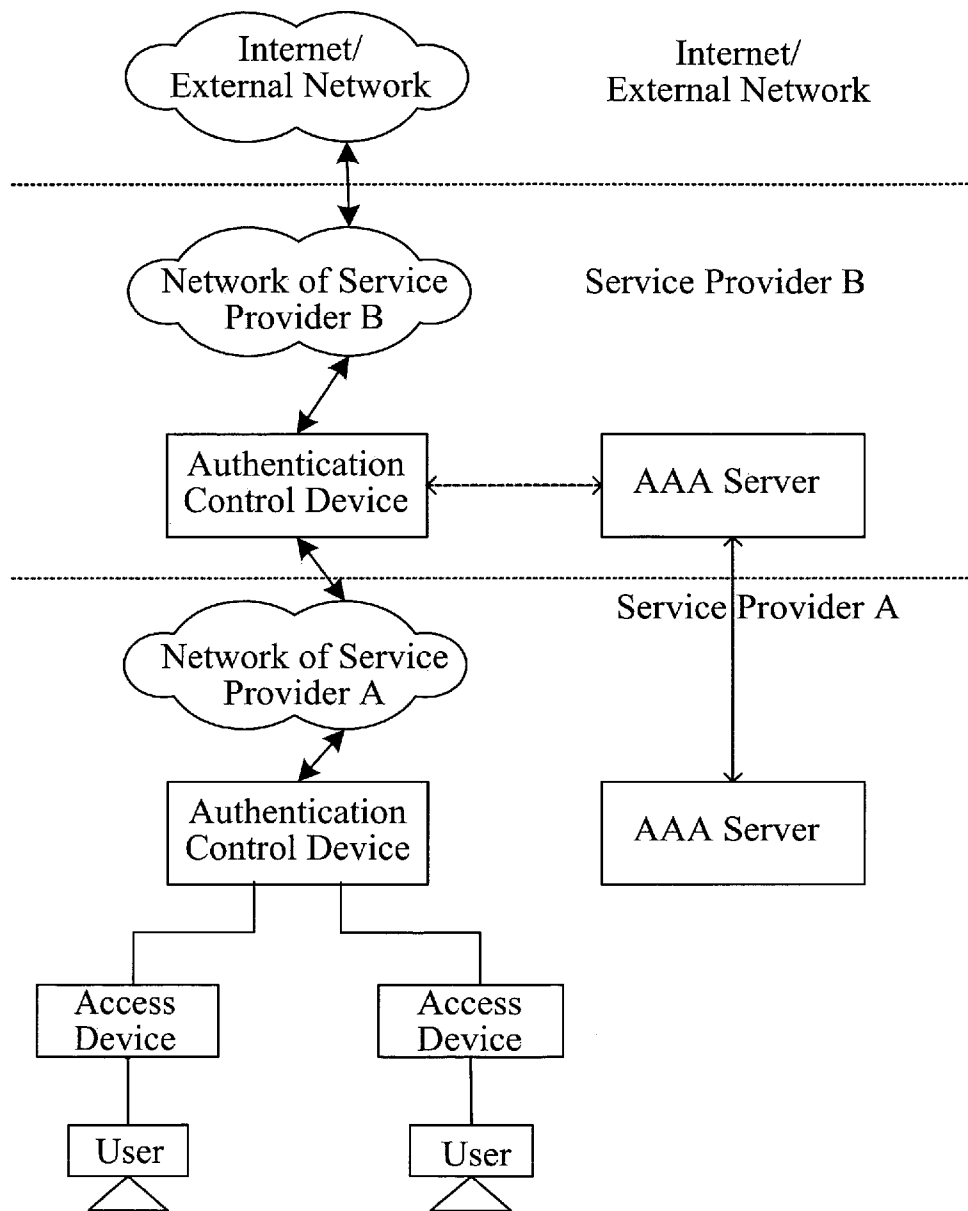 Internet/
External Network
Internet/
External Network
Network of Service
Provider B
Service Provider B
Authentication
Control Device
AAA Server
Service Provider A
Network of Service
Provider A
Authentication
Control Device
AAA Server
Access
Device
Access
Device
User
User